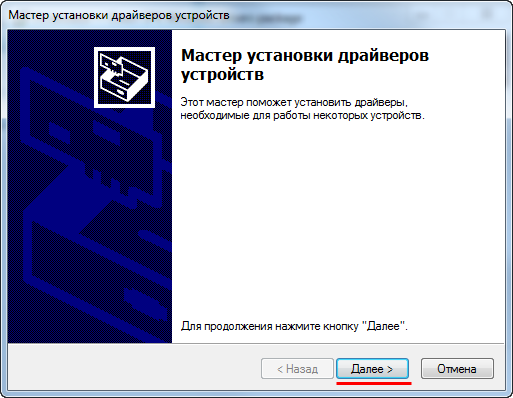 Мастер установки драйверов устройств
Мастер установки драйверов
устройств
Этот мастер поможет установить драйверы,
необходимые для работы некоторых устройств.
Для продолжения нажмите кнопку "Далее".
< Назад
Далее >
Отмена